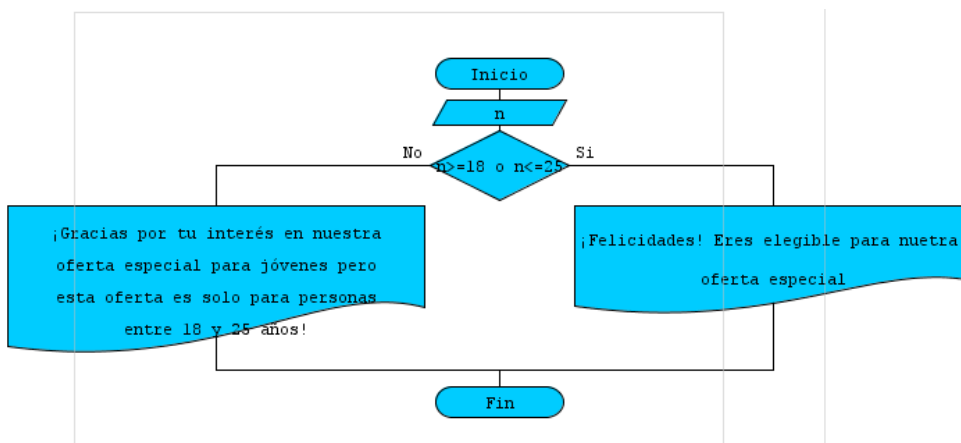 Inicio
n
No
n>=18 o n<=25
Si
¡Gracias por tu interés en nuestra
oferta especial para jóvenes pero
esta oferta es solo para personas
entre 18 y 25 años!
¡Felicidades! Eres elegible para nuetra
oferta especial
Fin